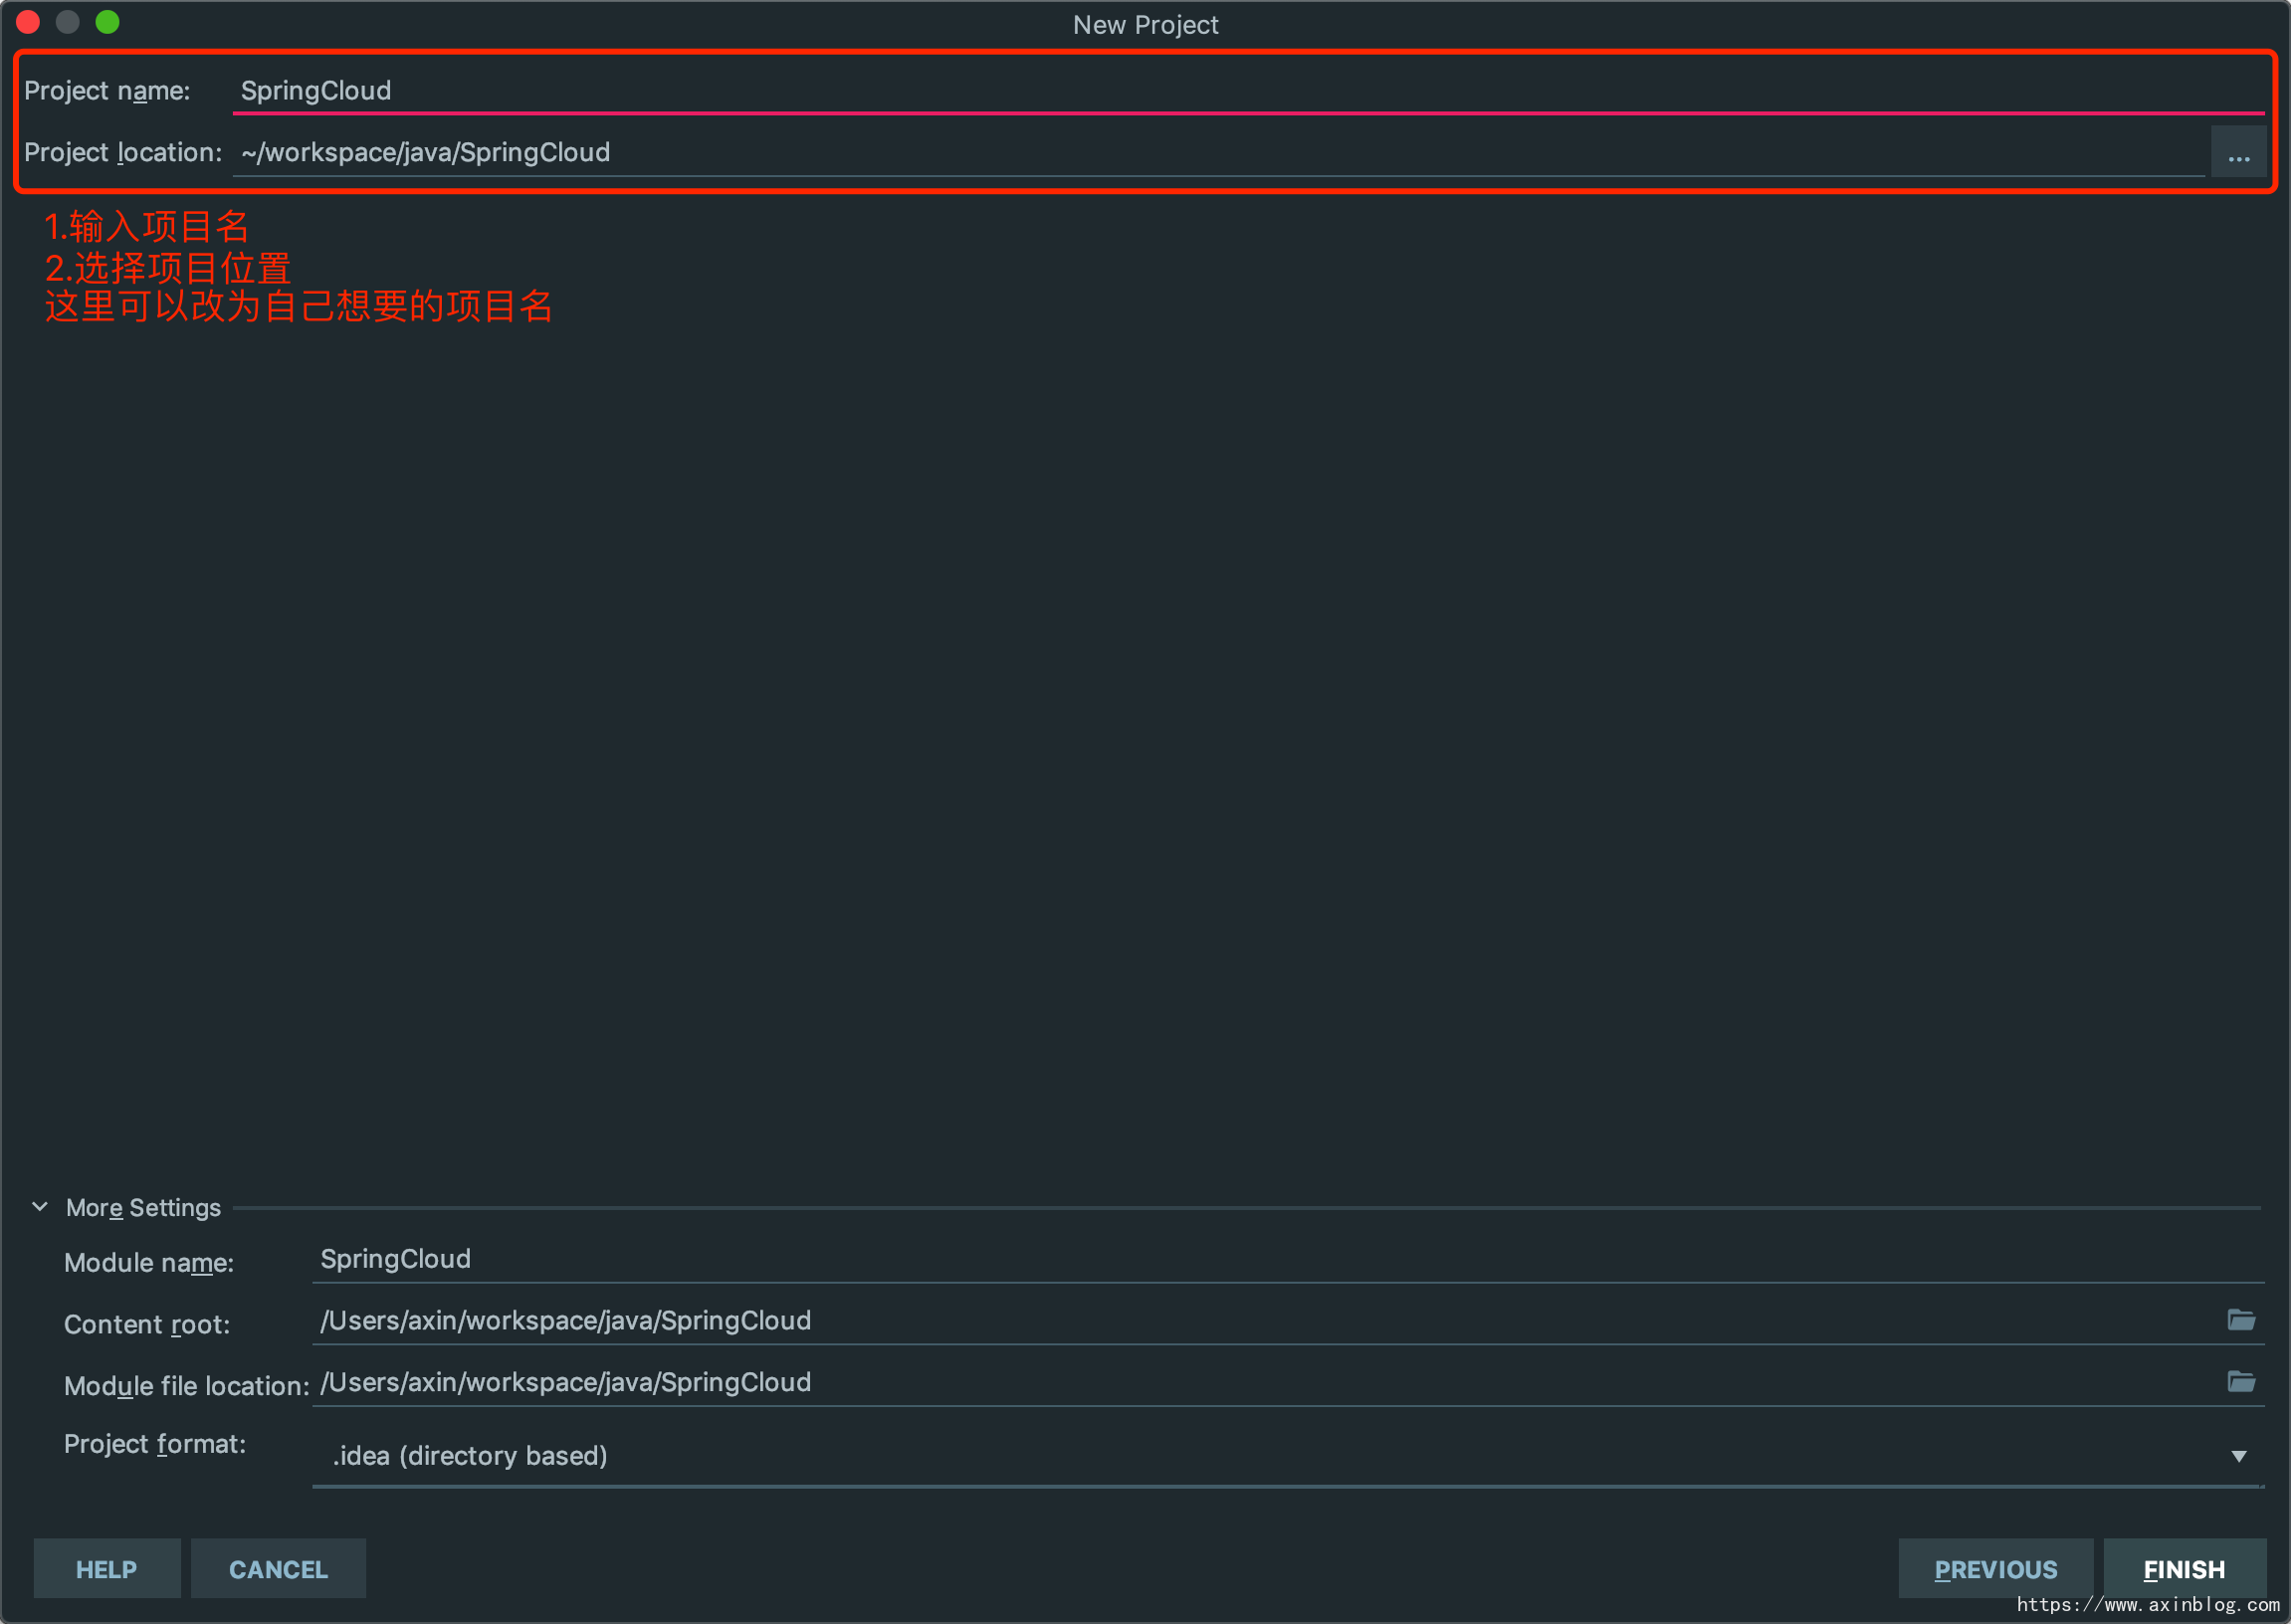 New Project
Project name: SpringCloud
Project location: ~/workspace/java/SpringCloud ...
1.输入项目名
2.选择项目位置
这里可以改为自己想要的项目名
More Settings
Module name: SpringCloud
Content root: /Users/axin/workspace/java/SpringCloud
Module file location: /Users/axin/workspace/java/SpringCloud
Project format: .idea (directory based)
HELP CANCEL PREVIOUS FINISH
https://www.axinblog.com